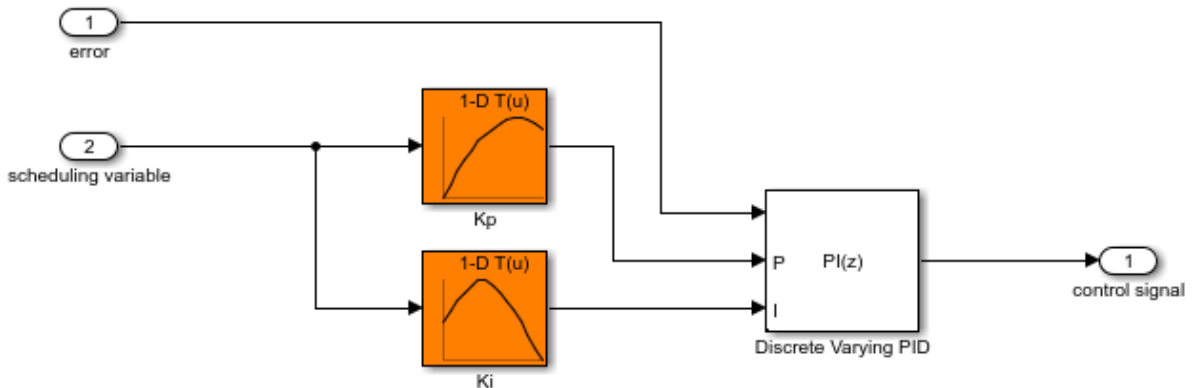 1
error
2
scheduling variable
1-D T(u)
Kp
1-D T(u)
Ki
P
PI(z)
I
Discrete Varying PID
1
control signal